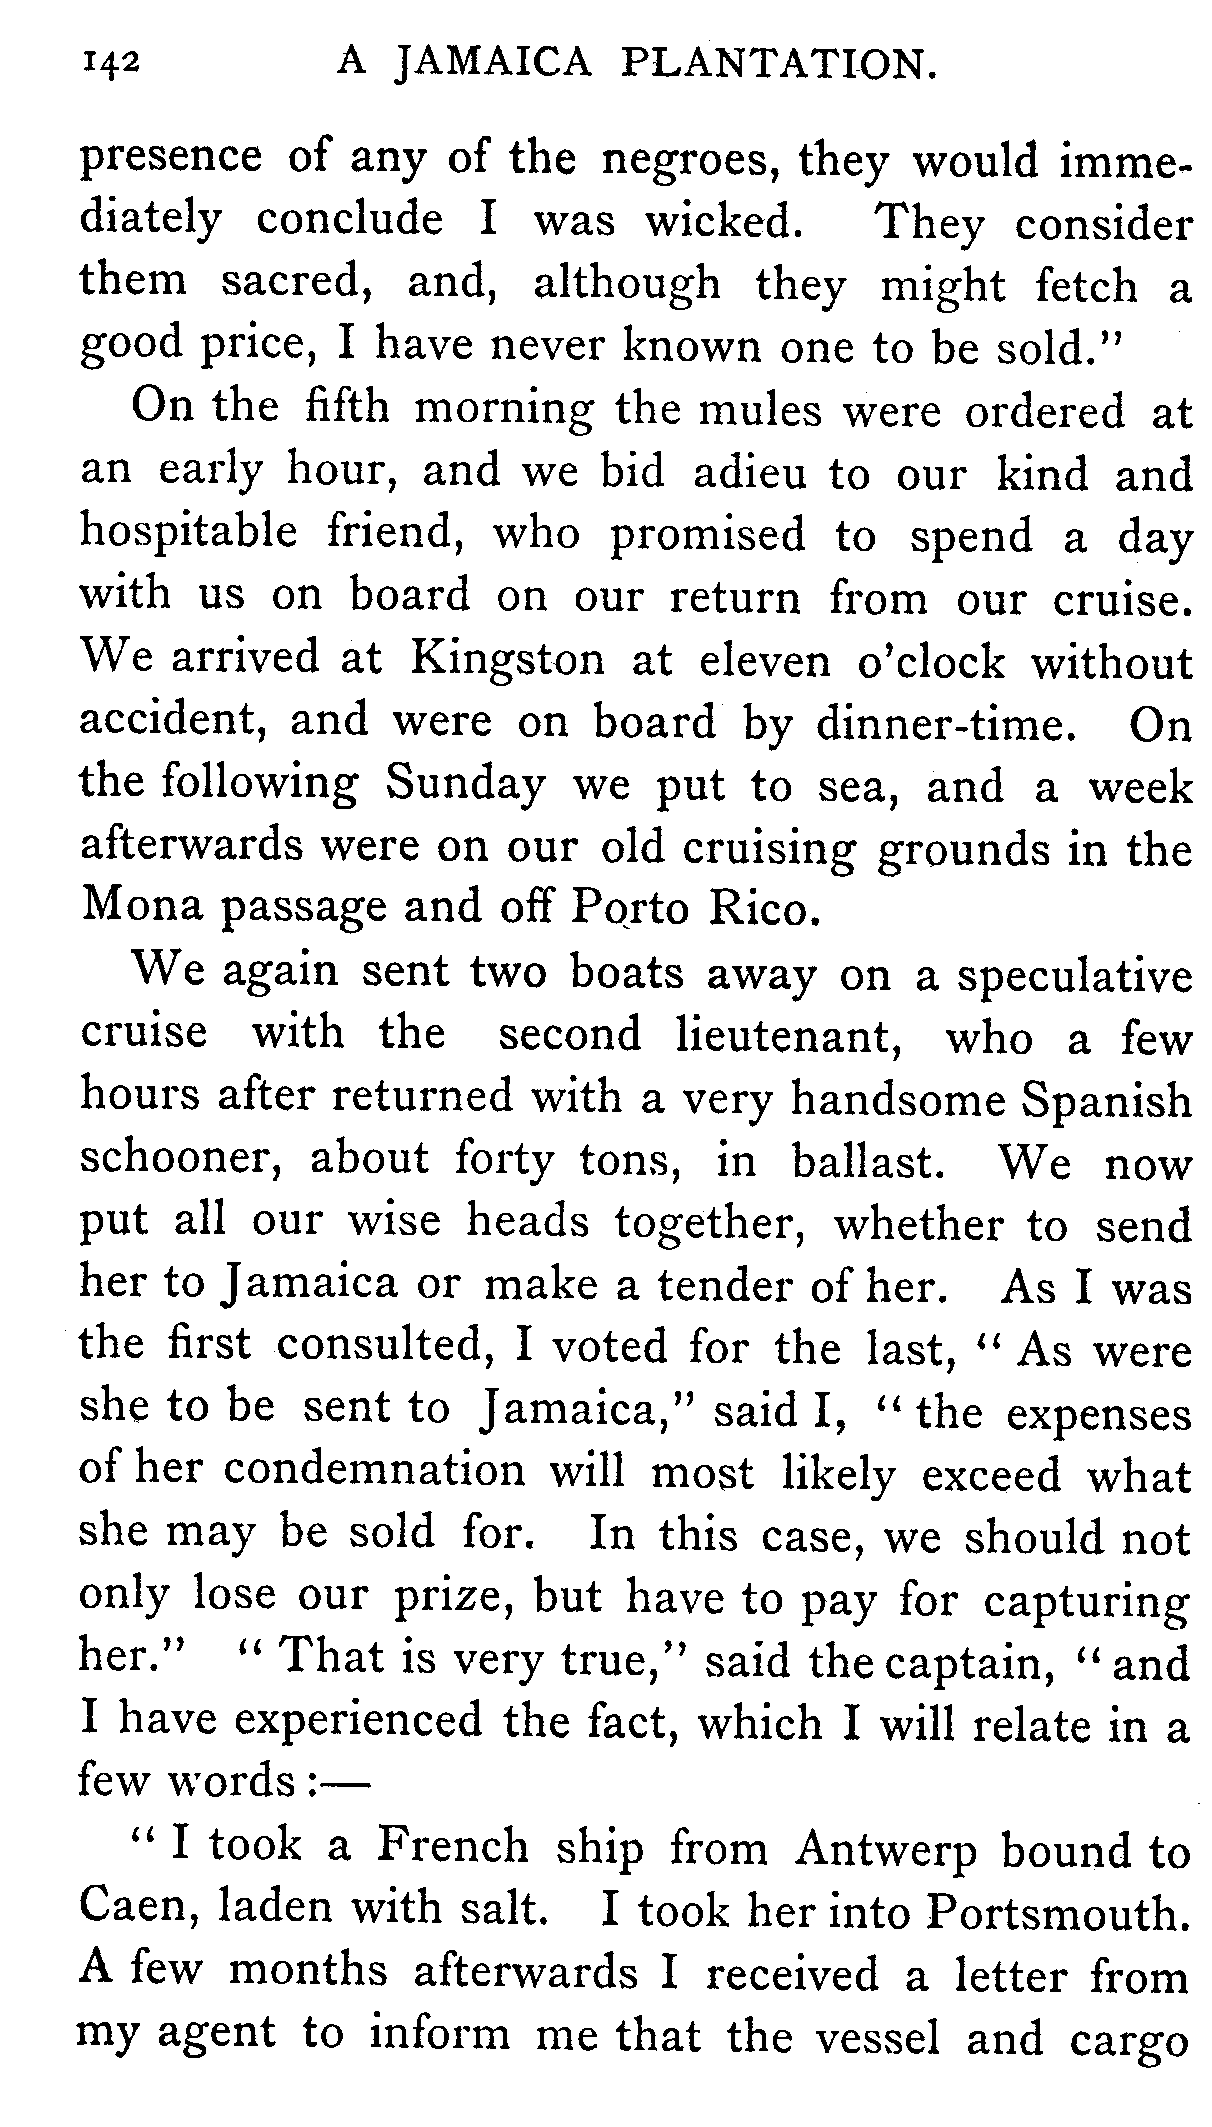 142 A JAMAICA PLANTATION.
presence of any of the negroes, they would imme-
diately conclude I was wicked. They consider
them sacred, and, although they might fetch a
good price, I have never known one to be sold."
On the fifth morning the mules were ordered at
an early hour, and we bid adieu to our kind and
hospitable friend, who promised to spend a day
with us on board on our return from our cruise.
We arrived at Kingston at eleven o'clock without
accident, and were on board by dinner-time. On
the following Sunday we put to sea, and a week
afterwards were on our old cruising grounds in the
Mona passage and off Porto Rico.
We again sent two boats away on a speculative
cruise with the second lieutenant, who a few
hours after returned with a very handsome Spanish
schooner, about forty tons, in ballast. We now
put all our wise heads together, whether to send
her to Jamaica or make a tender of her. As I was
the first consulted, I voted for the last, "As were
she to be sent to Jamaica," said I, "the expenses
of her condemnation will most likely exceed what
she may be sold for. In this case, we should not
only lose our prize, but have to pay for capturing
her." "That is very true," said the captain, "and
I have experienced the fact, which I will relate in a
few words :—
"I took a French ship from Antwerp bound to
Caen, laden with salt. I took her into Portsmouth.
A few months afterwards I received a letter from
my agent to inform me that the vessel and cargo